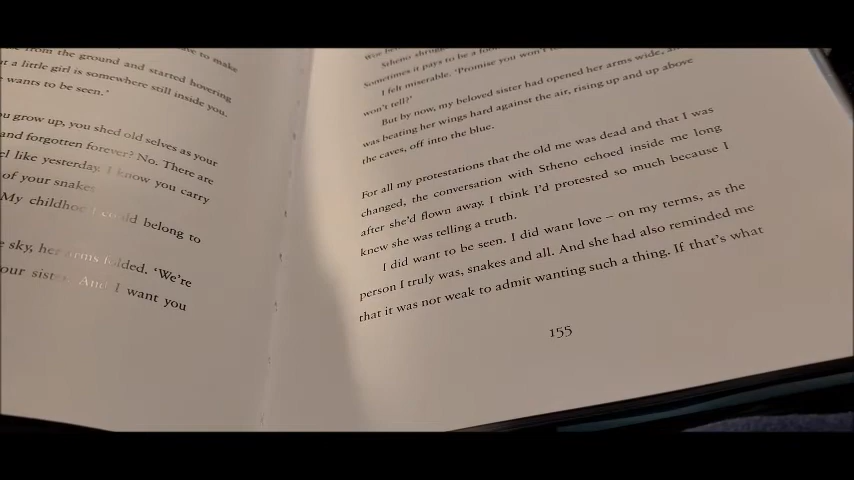 ave to make
from the ground and started hovering
a little girl is somewhere still inside you.
wants to be seen.'
you grow up, you shed old selves as your
and forgotten forever? No. There are
like yesterday. I know you carry
of your snakes
My childhood could belong to
sky, her arms folded. 'We're
our sister. And I want you
Stheno
Sometimes it pays to be a
I felt miserable. 'Promise you won't
won't tell?'
But by now, my beloved sister had opened her arms wide,
was beating her wings hard against the air, rising up and up above
the caves, off into the blue.
For all my protestations that the old me was dead and that I was
changed, the conversation with Stheno echoed inside me long
after she'd flown away. I think I'd protested so much because I
knew she was telling a truth.
I did want to be seen. I did want love – on my terms, as the
person I truly was, snakes and all. And she had also reminded me
that it was not weak to admit wanting such a thing. If that's what
155